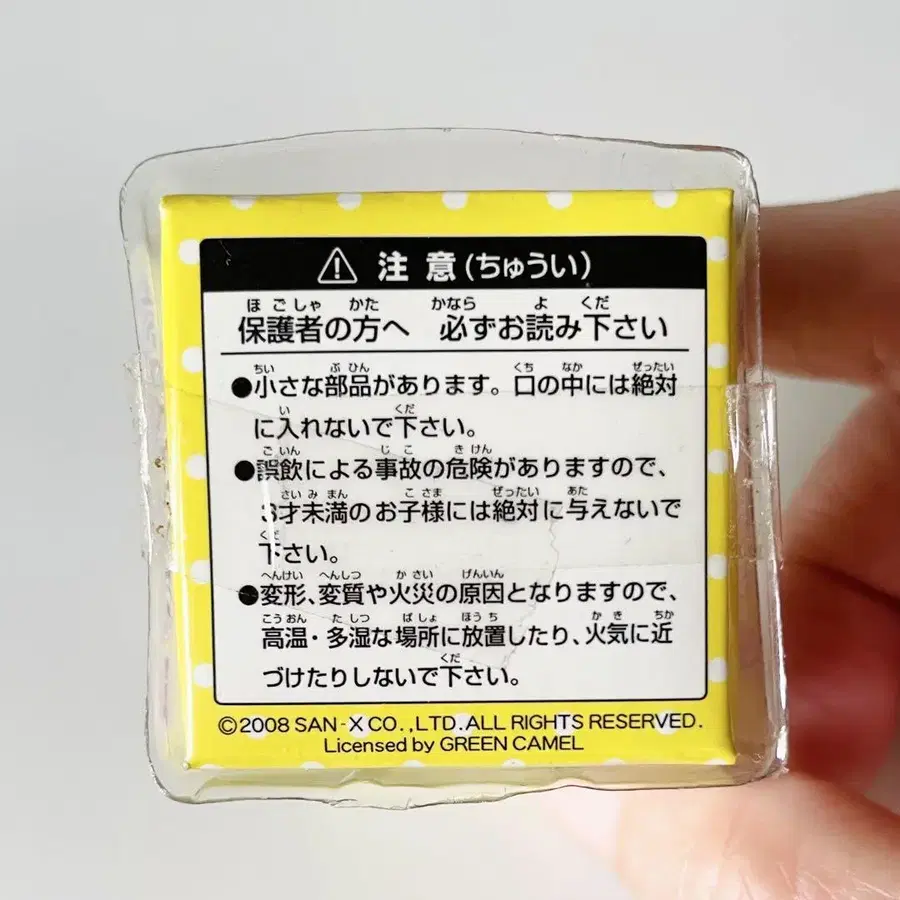 ⚠ 注意(ちゅうい)
ほごしゃ かた かなら よ くだ
保護者の方へ 必ずお読み下さい
ちい ぶひん くち なか ぜったい
●小さな部品があります。口の中には絶対
い くだ
に入れないで下さい。
ごいん じこ きけん
●誤飲による事故の危険がありますので、
さいみまん こさま ぜったい あた
3才未満のお子様には絶対に与えないで
くだ
下さい。
へんけい へんしつ かさい げんいん
●変形、変質や火災の原因となりますので、
こうおん たしつ ばしょ ほうち かき ちか
高温・多湿な場所に放置したり、火気に近
くだ
づけたりしないで下さい。
©2008 SAN-X CO.,LTD.ALL RIGHTS RESERVED.
Licensed by GREEN CAMEL